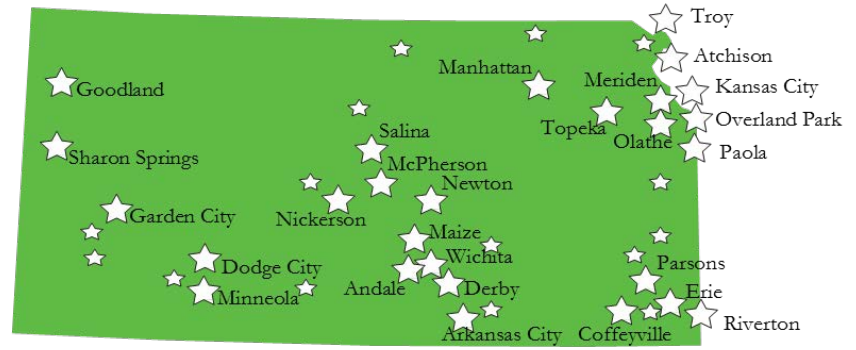 Troy
Atchison
Manhattan
Meriden
Kansas City
Goodland
Topeka
Overland Park
Olathe
Salina
Paola
Sharon Springs
McPherson
Newton
Garden City
Nickerson
Maize
Wichita
Dodge City
Parsons
Andale
Derby
Minneola
Erie
Arkansas City
Coffeyville
Riverton